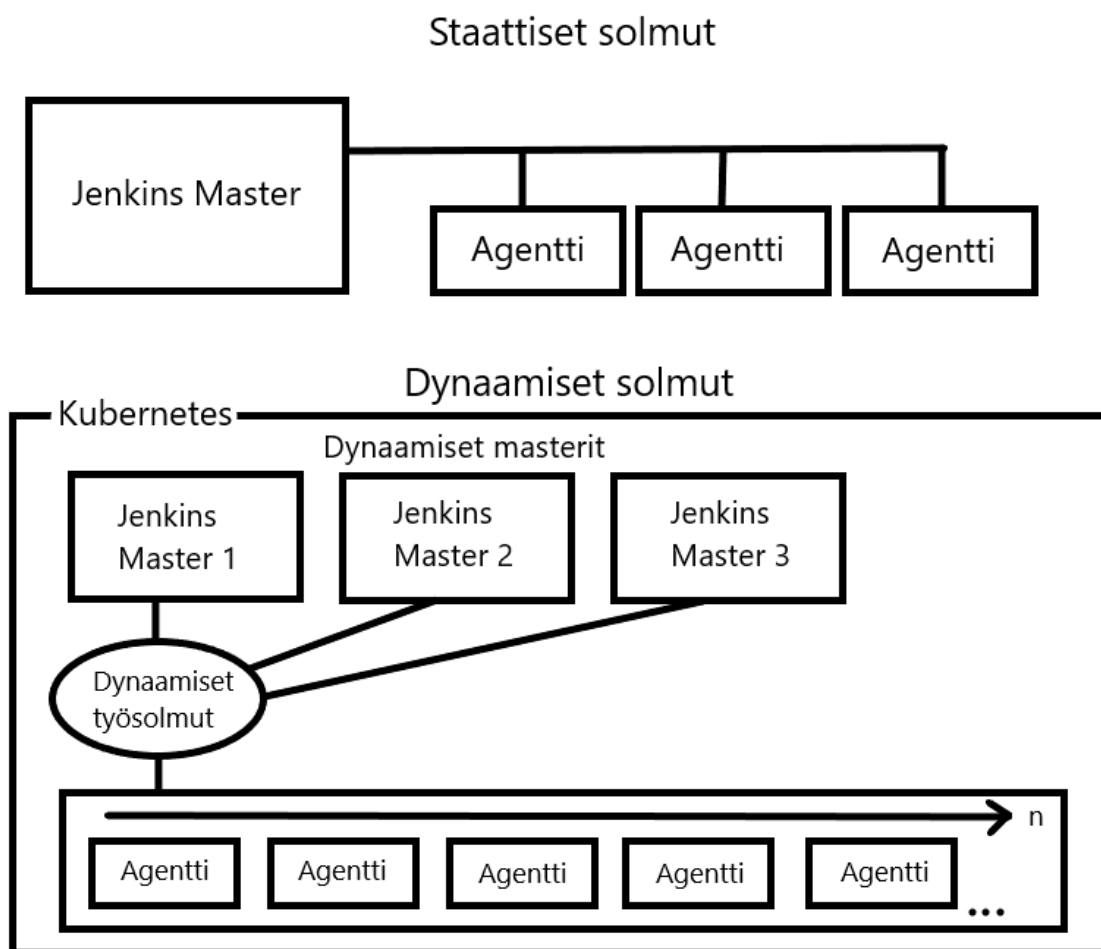 Staattiset solmut
Jenkins Master
Agentti
Agentti
Agentti
Dynaamiset solmut
Kubernetes
Dynaamiset masterit
Jenkins
Master 1
Jenkins
Master 2
Jenkins
Master 3
Dynaamiset
työsolmut
n
Agentti
Agentti
Agentti
Agentti
Agentti
...